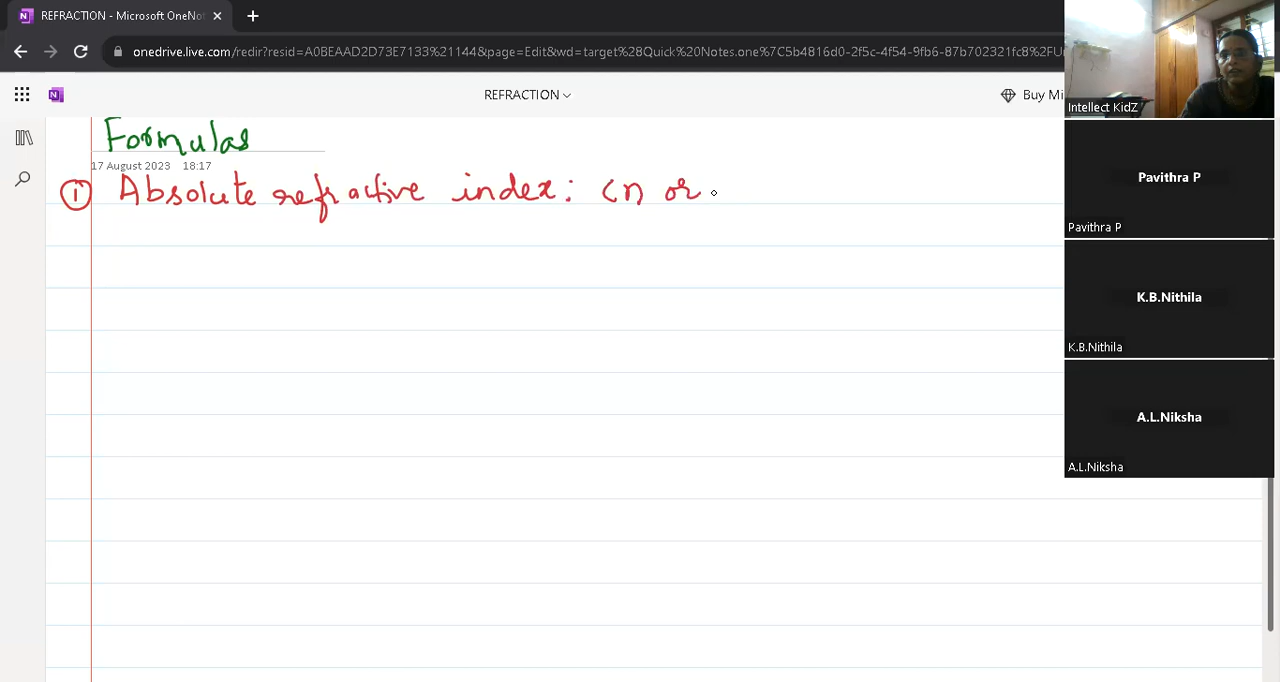 REFRACTION - Microsoft OneNot
onedrive.live.com/redir?resid=A0BEAAD2D73E7133%21144&page=Edit&wd=target%28Quick%20Notes.one%7C5b4816d0-2f5c-4f54-9fb6-87b702321fc8%2FU
REFRACTION
Buy Mi
Intellect KidZ
Formulas
17 August 2023 18:17
1 Absolute refractive index: (n or
Pavithra P
Pavithra P
K.B.Nithila
K.B.Nithila
A.L.Niksha
A.L.Niksha